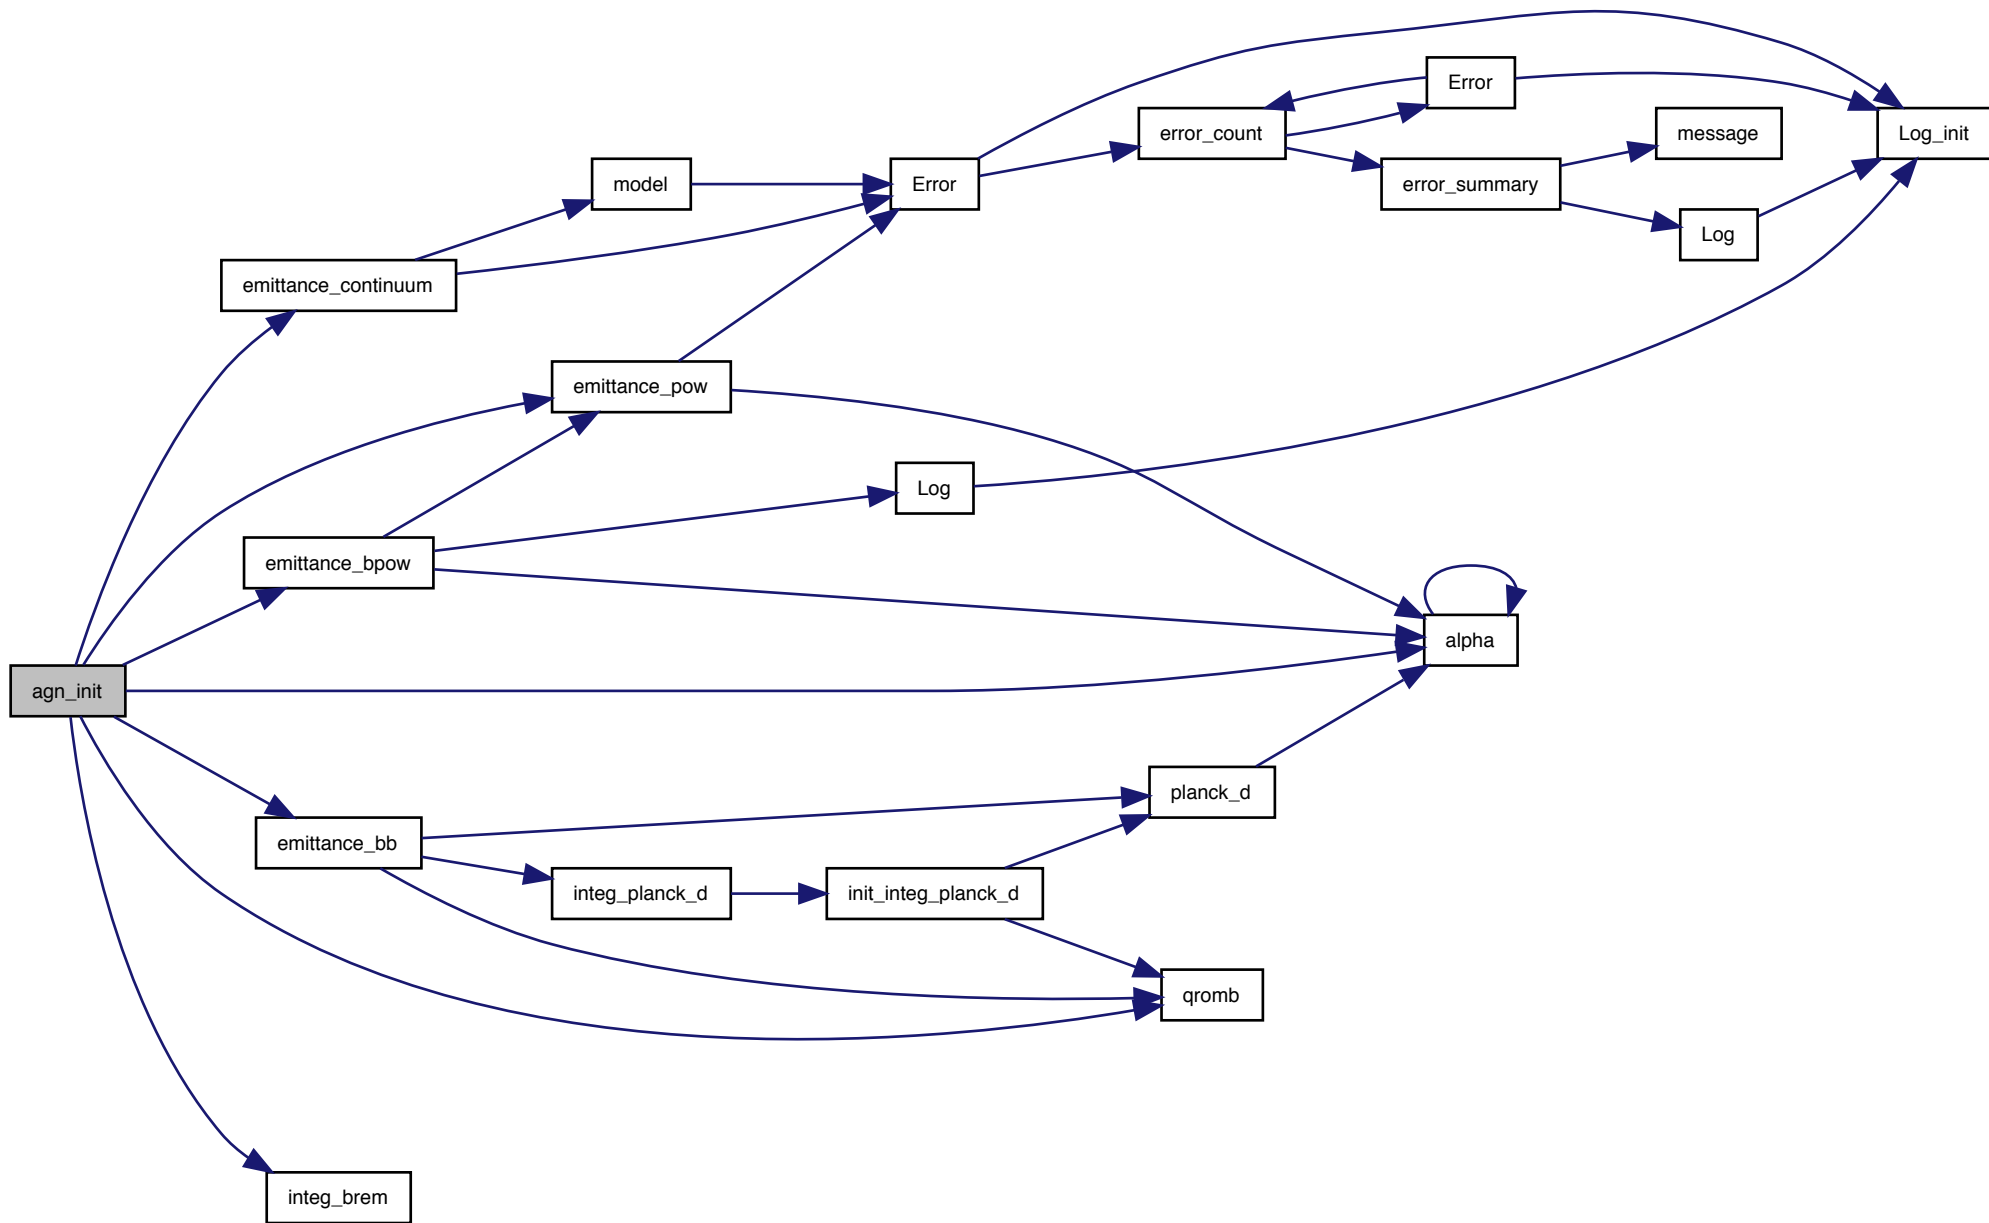 Error
error_count
message
Log_init
model
Error
error_summary
Log
emittance_continuum
emittance_pow
Log
emittance_bpow
alpha
agn_init
planck_d
emittance_bb
integ_planck_d
init_integ_planck_d
qromb
integ_brem